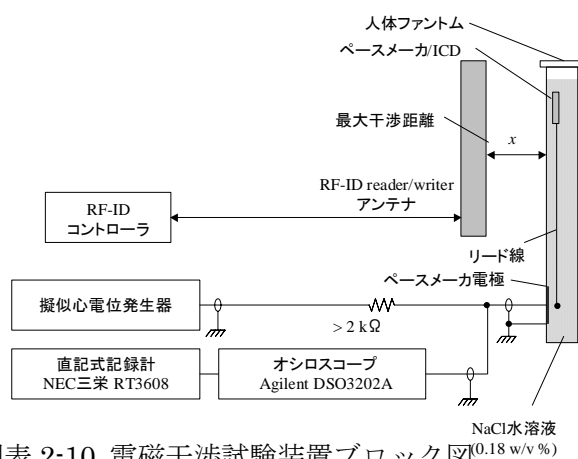 人体ファントム
ペースメーカ/ICD
最大干渉距離
x
RF-ID reader/writer
アンテナ
RF-ID
コントローラ
リード線
ペースメーカ電極
擬似心電位発生器
> 2 kΩ
直記式記録計
NEC三栄 RT3608
オシロスコープ
Agilent DSO3202A
NaCl水溶液
(0.18 w/v %)
表 2-10 電磁干渉試験装置ブロック図